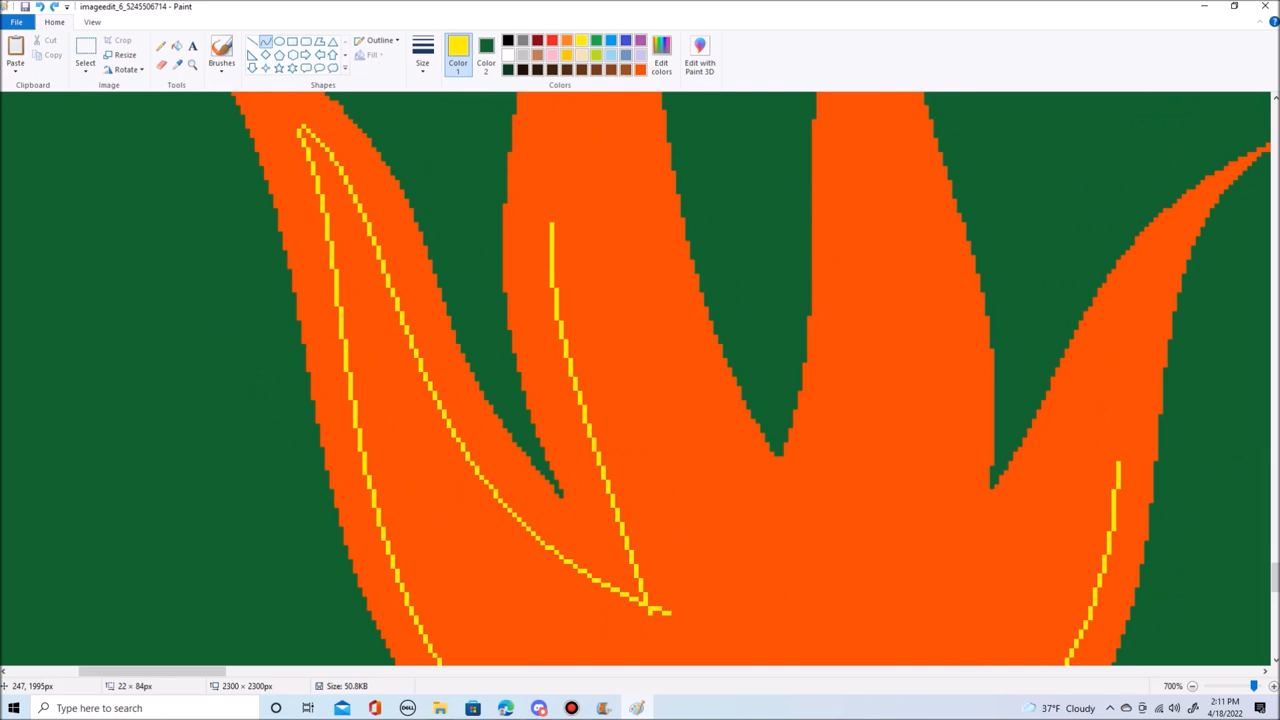 imageedit_6_5245506714 - Paint
File Home View
Paste Cut Copy Clipboard
Select Crop Resize Rotate Image
A Tools
Brushes
Outline Fill Shapes
Size
Color 1
Color 2
Edit colors
Colors
Edit with Paint 3D
247, 1995px 22 × 84px 2300 × 2300px Size: 50.8KB 700%
Type here to search DELL 37°F Cloudy 2:11 PM
4/18/2022